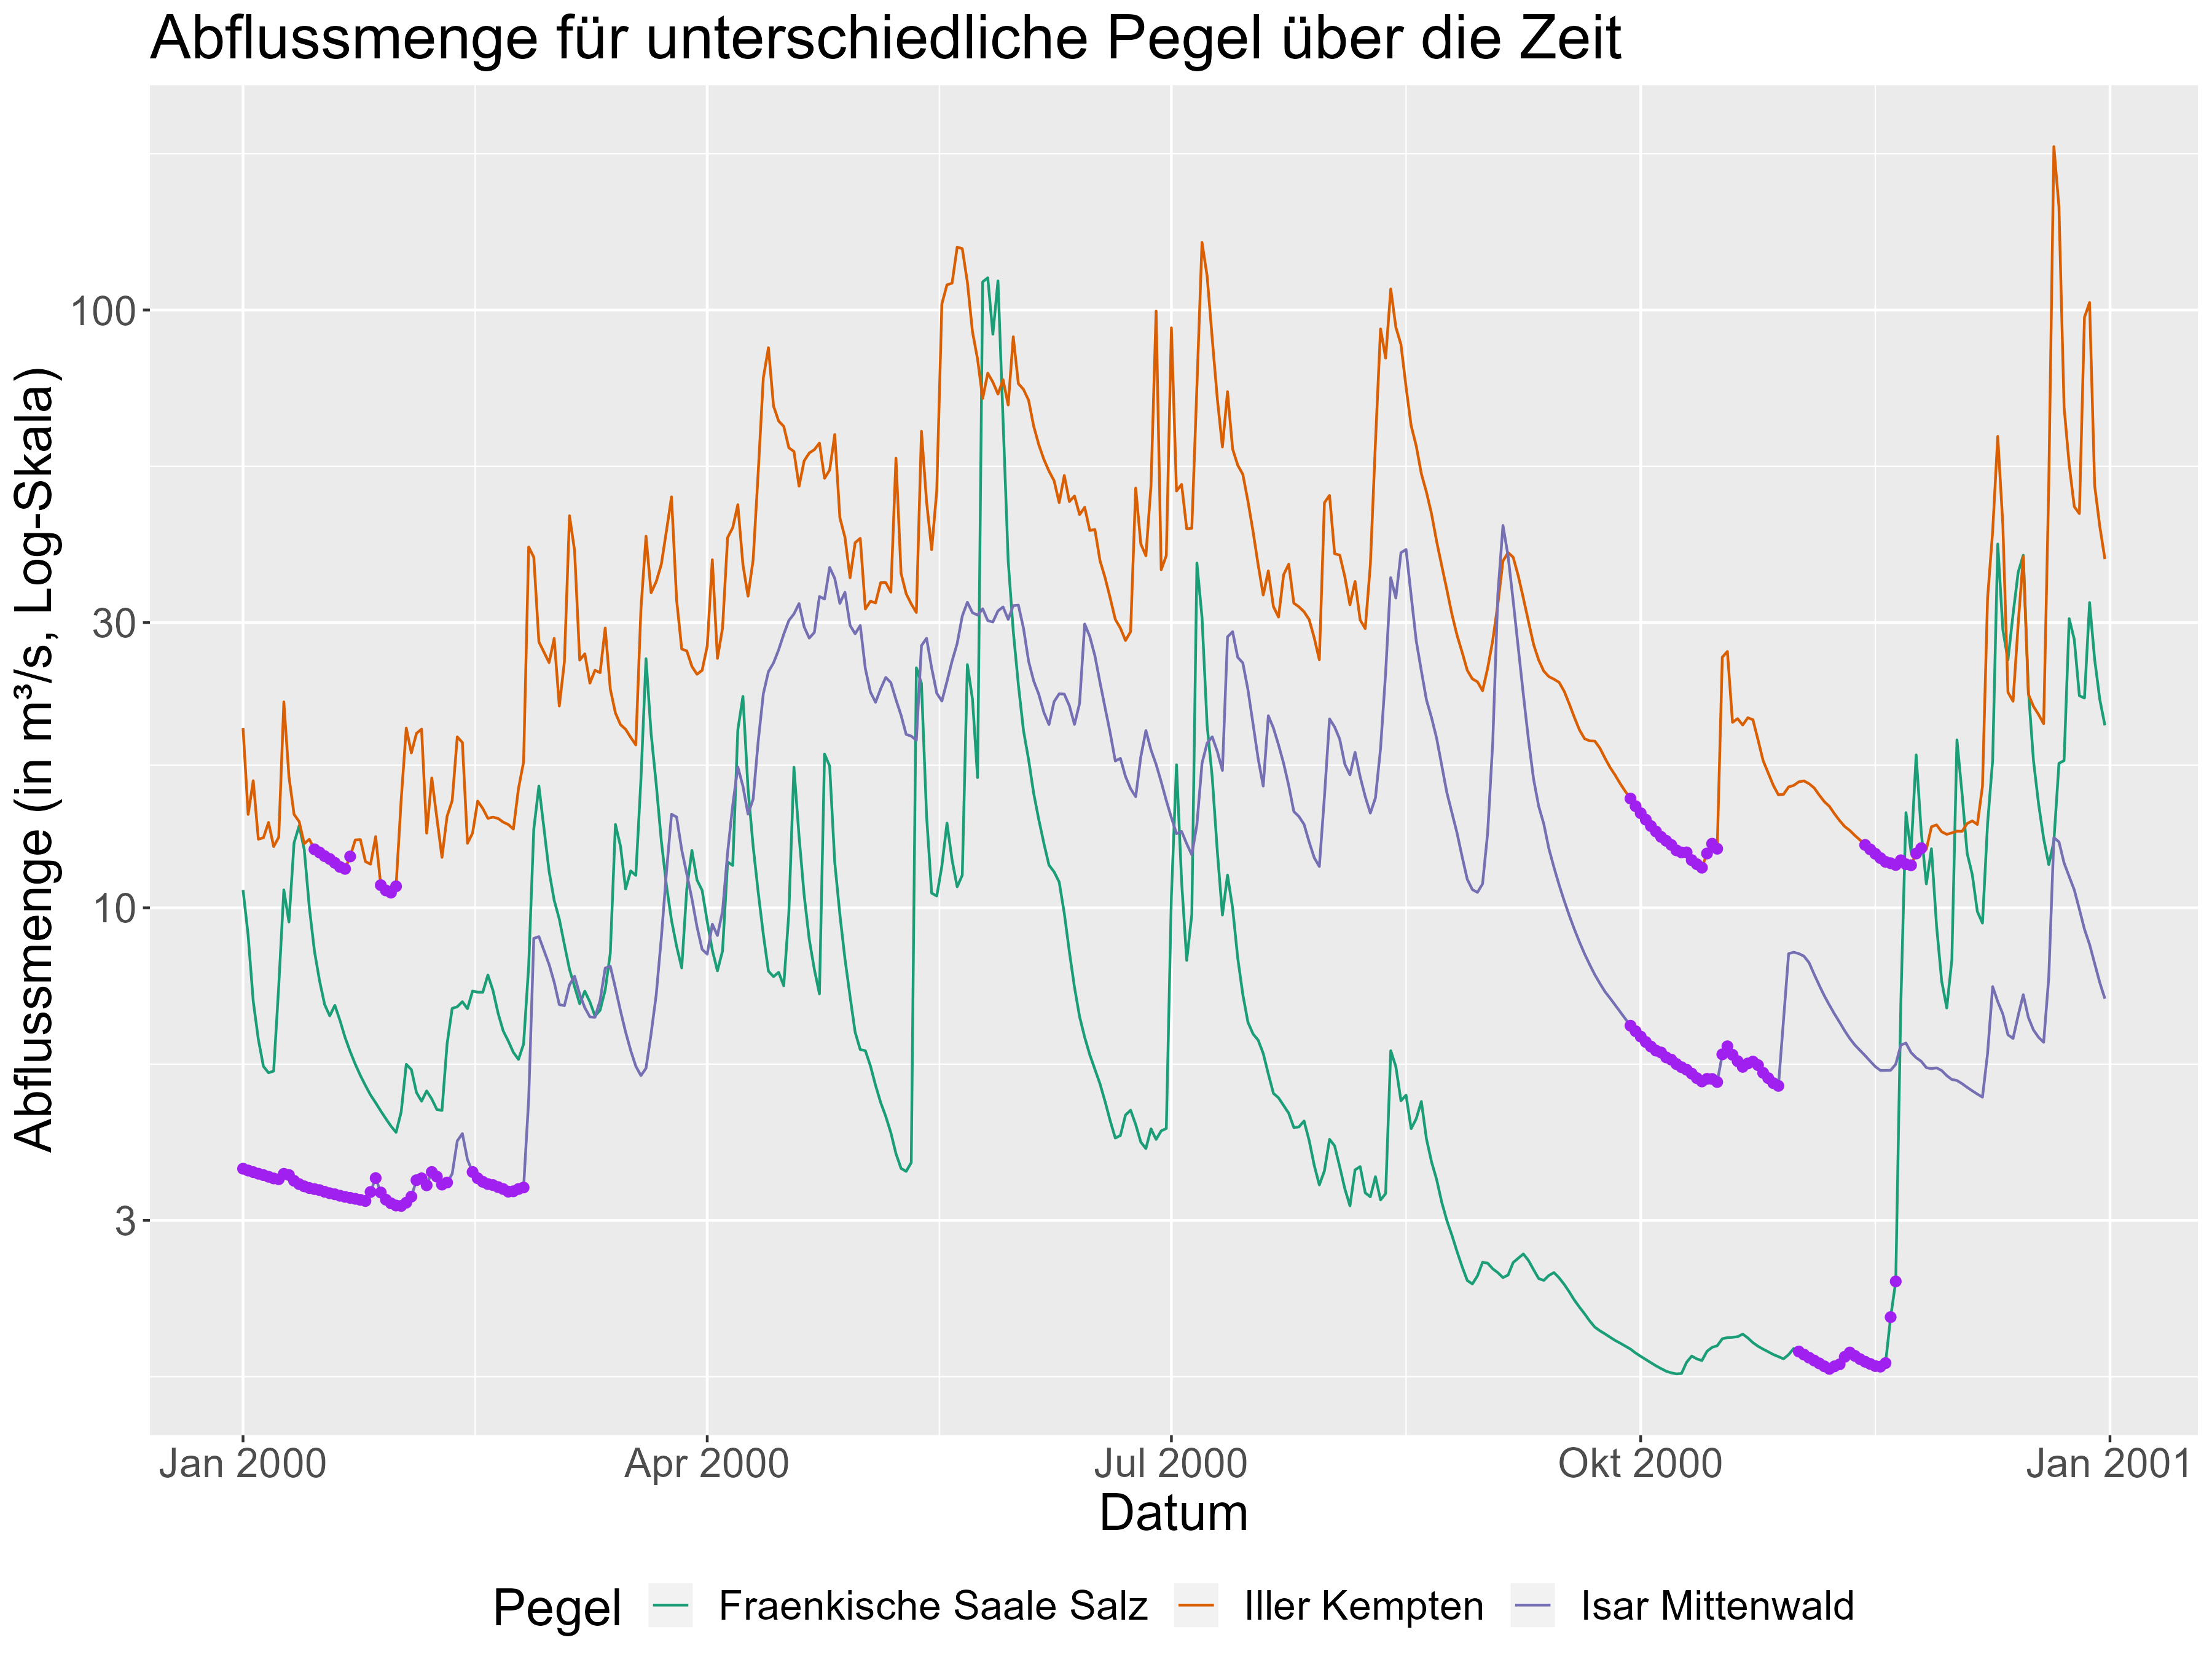 Abflussmenge für unterschiedliche Pegel über die Zeit
Abflussmenge (in m³/s, Log-Skala)
100
30
10
3
Jan 2000 Apr 2000 Jul 2000 Okt 2000 Jan 2001
Datum
Pegel Fraenkische Saale Salz Iller Kempten Isar Mittenwald